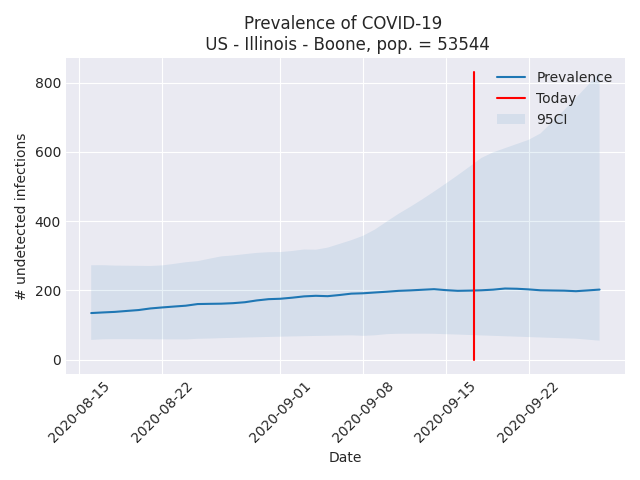 Prevalence of COVID-19
US - Illinois - Boone, pop. = 53544
Prevalence
Today
95CI
# undetected infections
800
600
400
200
0
2020-08-15
2020-08-22
2020-09-01
2020-09-08
2020-09-15
2020-09-22
Date